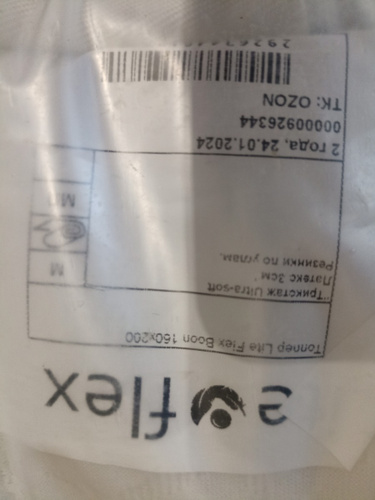 flex
Топпер Lite Flex Boon 160x200
"Трикотаж Ultra-soft
Латекс 3см"
Резинки по углам.
М
2 года, 24.01.2024
00000926344
TK: OZON